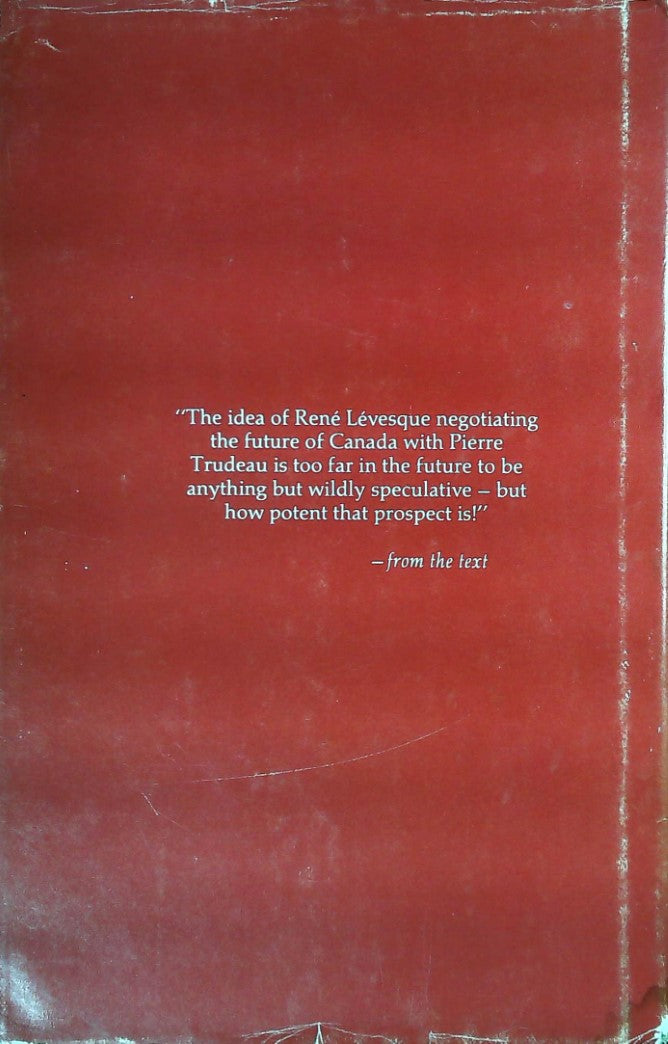 “The idea of René Lévesque negotiating
the future of Canada with Pierre
Trudeau is too far in the future to be
anything but wildly speculative – but
how potent that prospect is!”
–from the text